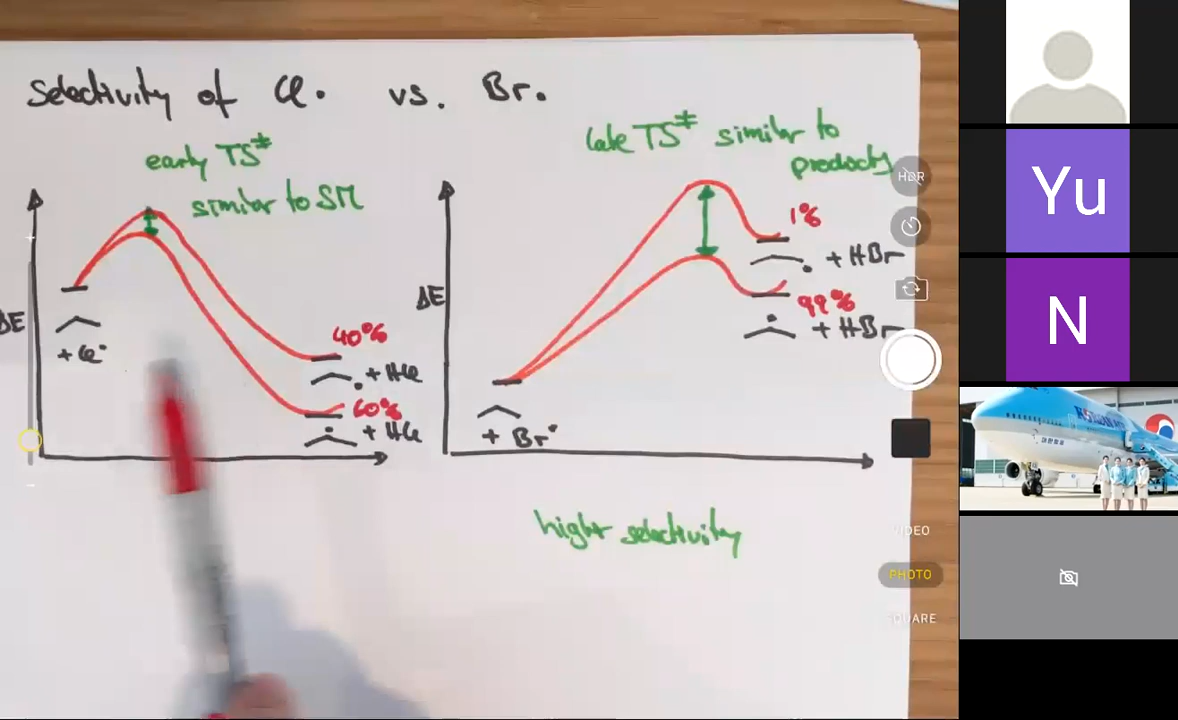 Selectivity of Cl. vs. Br.
early TS‡
similar to SM
late TS‡ similar to
products
HDR
ΔE
+ Cl•
40%
. + HCl
60%
+ HCl
ΔE
+ Br•
1%
. + HBr
99%
+ HBr
hight selectivity
VIDEO
PHOTO
SQUARE
Yu
N